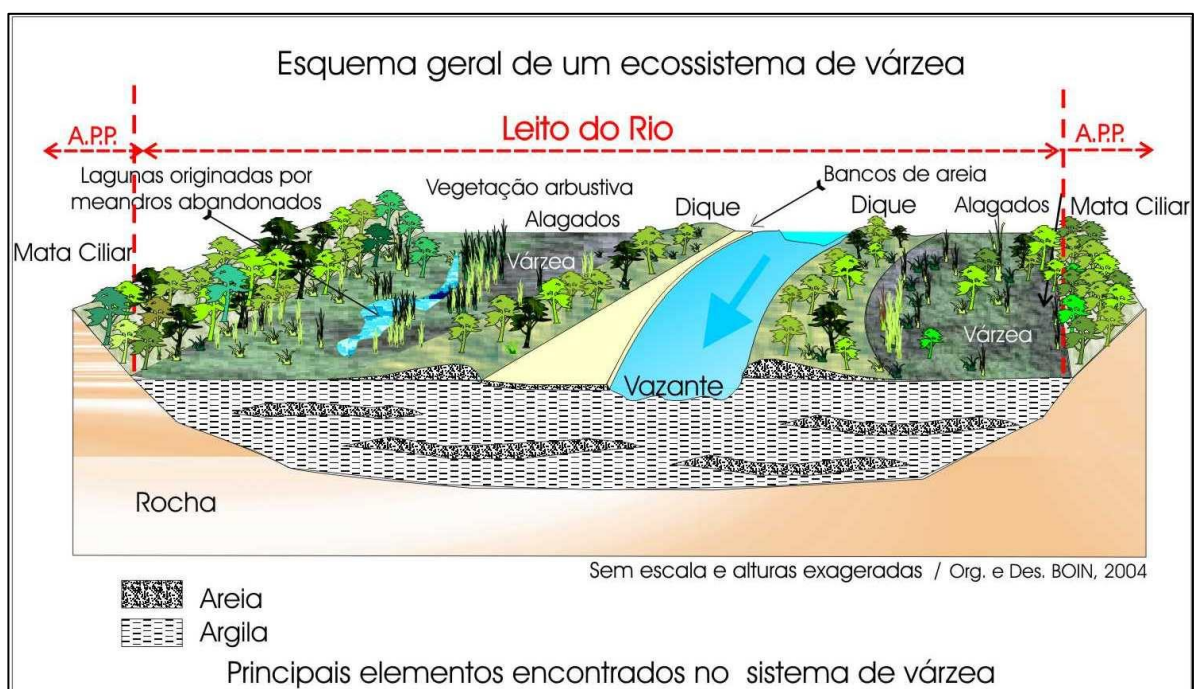 Esquema geral de um ecossistema de várzea
A.P.P.
Leito do Rio
A.P.P.
Lagunas originadas por
meandros abandonados
Vegetação arbustiva
Alagados
Dique
Bancos de areia
Dique
Alagados
Mata Ciliar
Mata Ciliar
Várzea
Várzea
Vazante
Rocha
Sem escala e alturas exageradas / Org. e Des. BOIN, 2004
Areia
Argila
Principais elementos encontrados no sistema de várzea